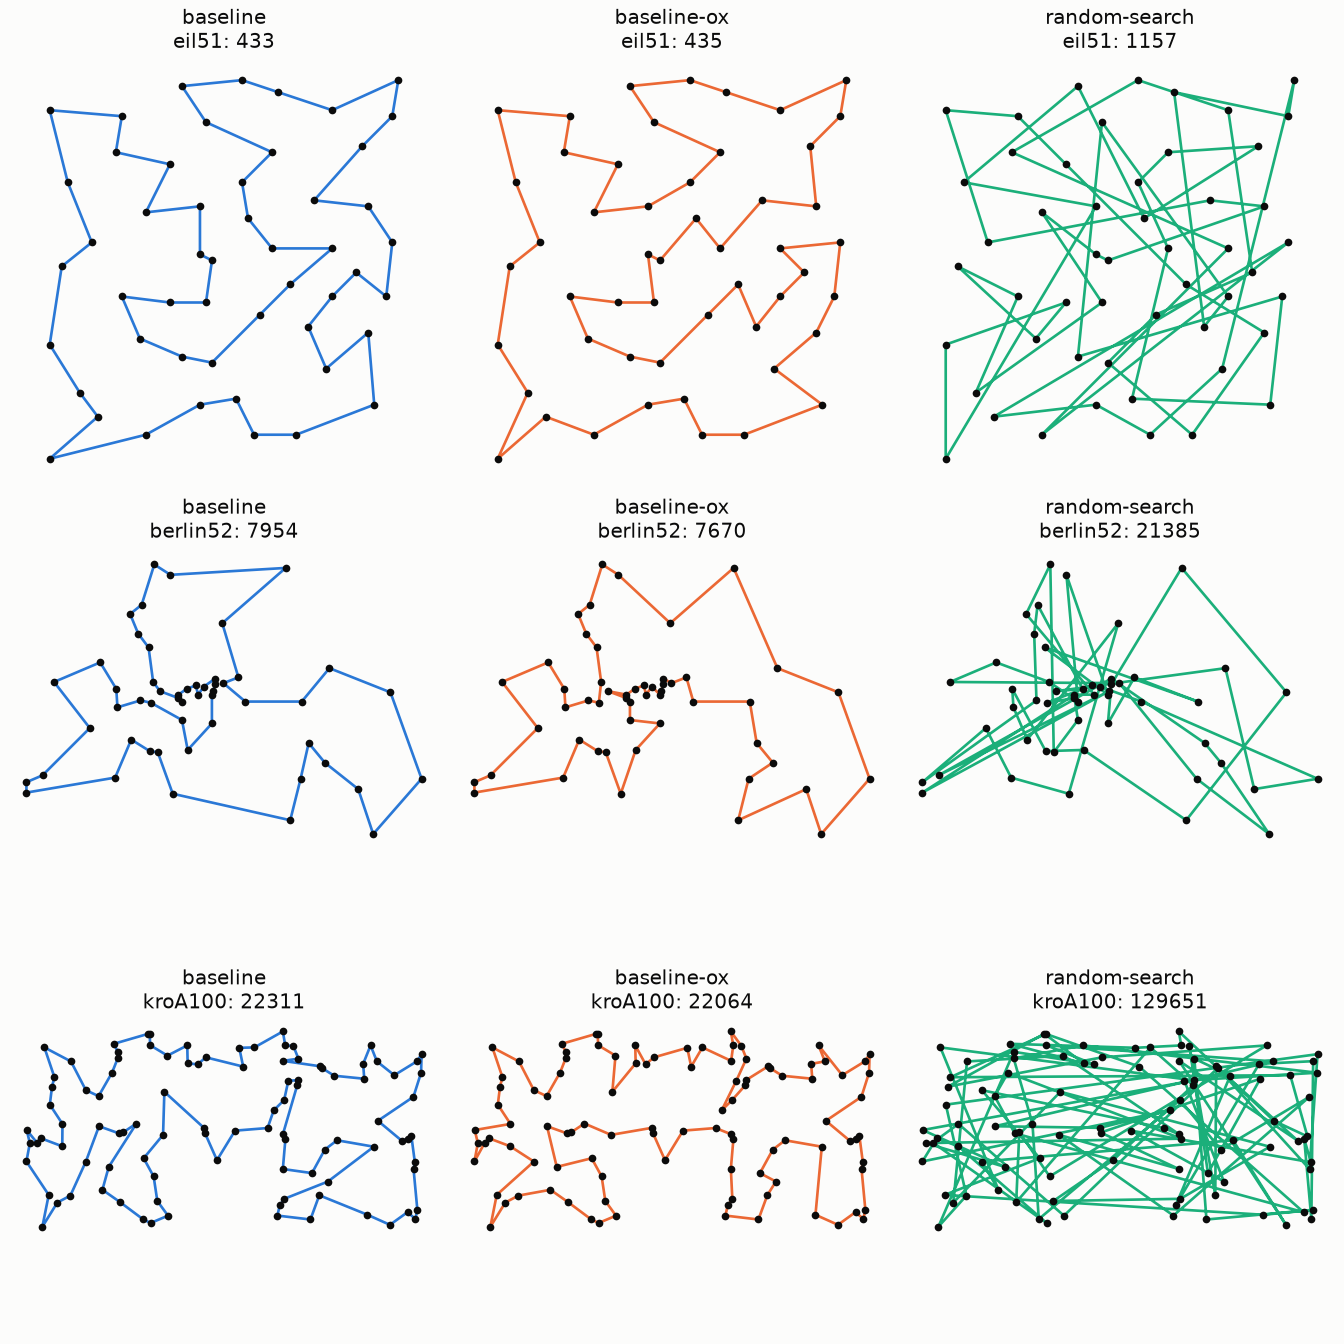 baseline
eil51: 433
baseline-ox
eil51: 435
random-search
eil51: 1157
baseline
berlin52: 7954
baseline-ox
berlin52: 7670
random-search
berlin52: 21385
baseline
kroA100: 22311
baseline-ox
kroA100: 22064
random-search
kroA100: 129651